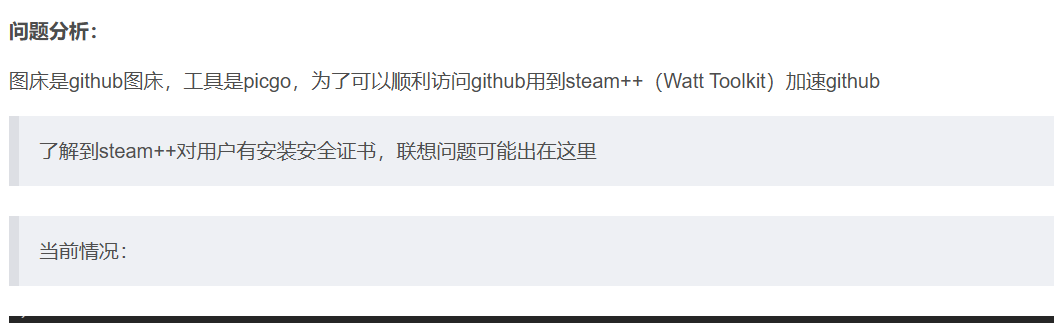 问题分析：
图床是github图床，工具是picgo，为了可以顺利访问github用到steam++（Watt Toolkit）加速github
了解到steam++对用户有安装安全证书，联想问题可能出在这里
当前情况：